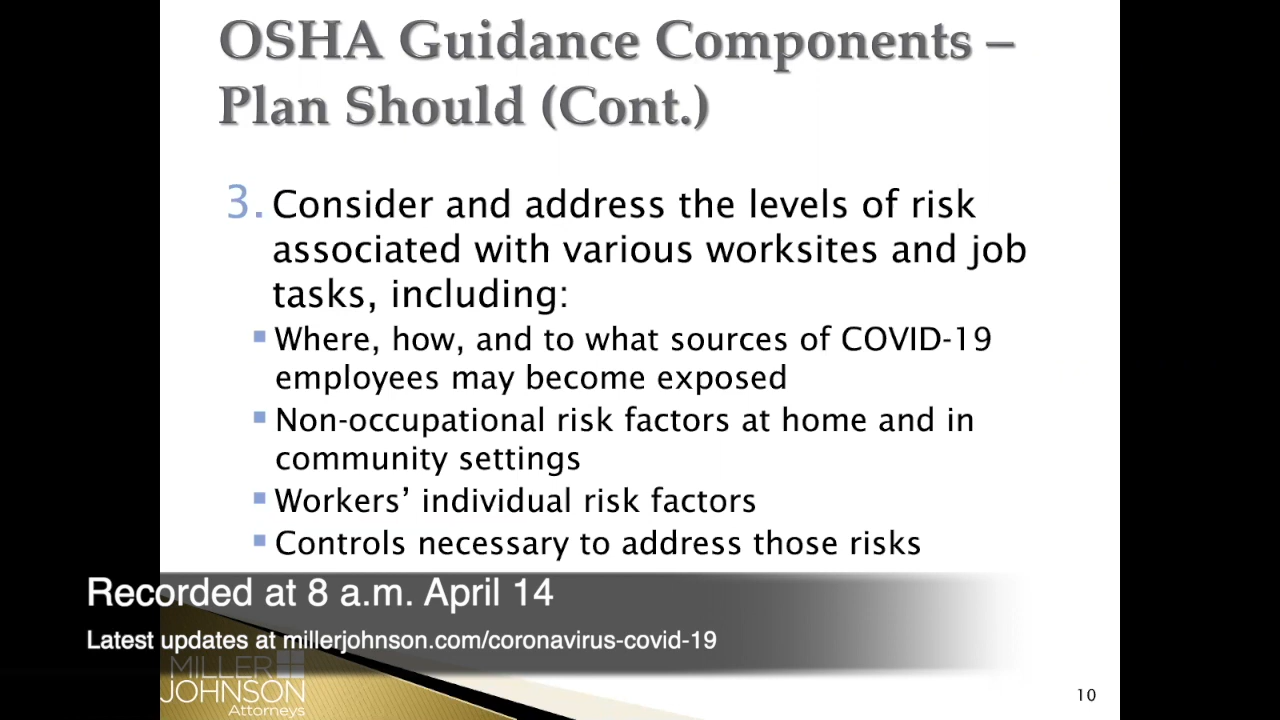 OSHA Guidance Components –
Plan Should (Cont.)
3. Consider and address the levels of risk
associated with various worksites and job
tasks, including:
▪ Where, how, and to what sources of COVID-19
employees may become exposed
▪ Non-occupational risk factors at home and in
community settings
▪ Workers’ individual risk factors
▪ Controls necessary to address those risks
Recorded at 8 a.m. April 14
Latest updates at millerjohnson.com/coronavirus-covid-19
MILLER
JOHNSON
Attorneys
10